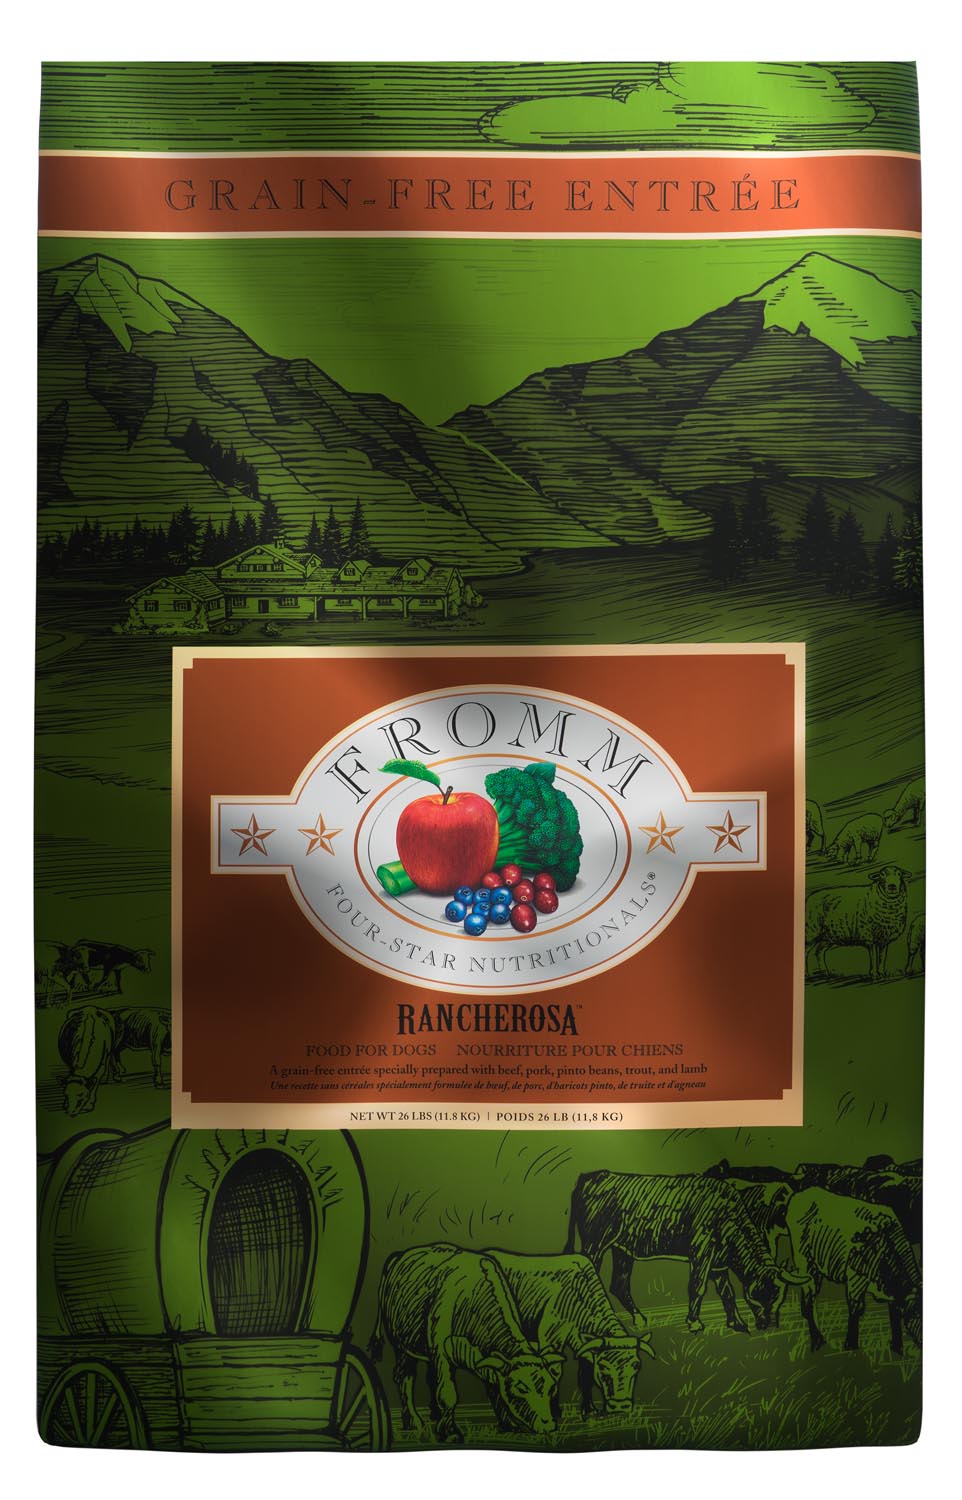 GRAIN-FREE ENTRÉE
FROMM
FOUR-STAR NUTRITIONALS®
RANCHEROSA™
FOOD FOR DOGS NOURRITURE POUR CHIENS
A grain-free entrée specially prepared with beef, pork, pinto beans, trout, and lamb
Une recette sans céréales spécialement formulée de bœuf, de porc, d'haricots pinto, de truite et d'agneau
NET WT 26 LBS (11.8 KG) | POIDS 26 LB (11,8 KG)